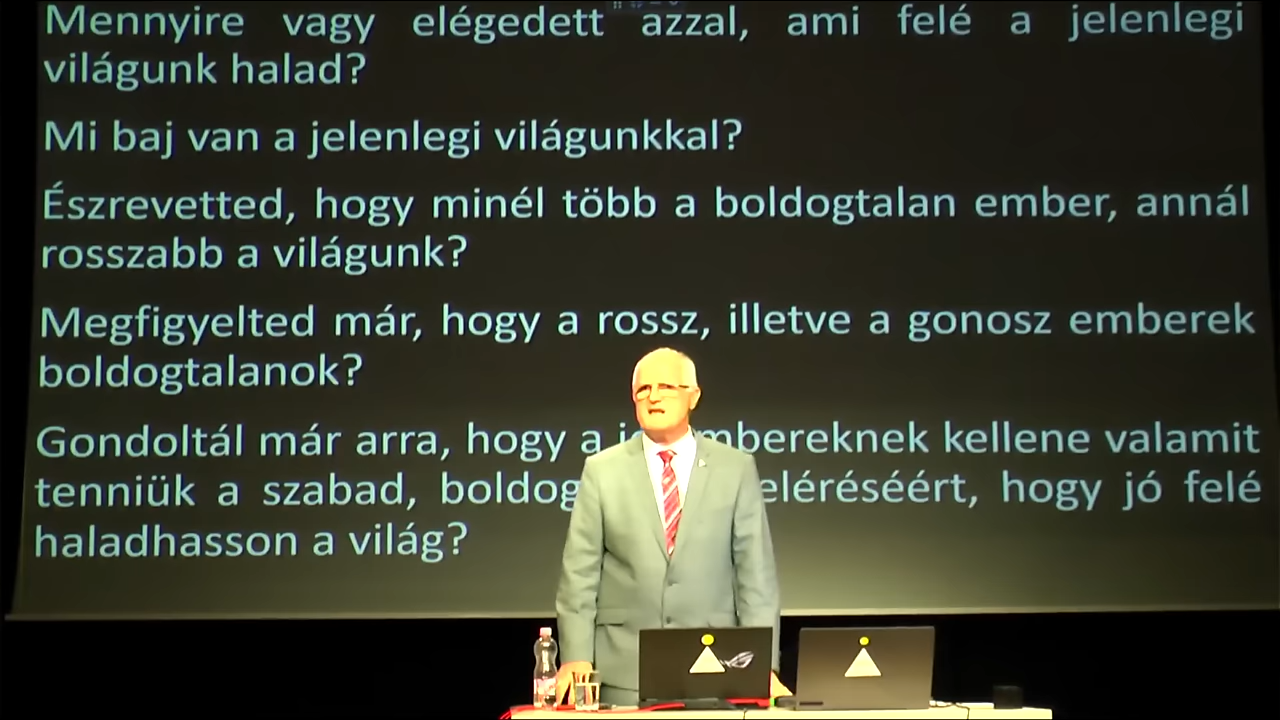 Mennyire vagy elégedett azzal, ami felé a jelenlegi
világunk halad?
Mi baj van a jelenlegi világunkkal?
Észrevetted, hogy minél több a boldogtalan ember, annál
rosszabb a világunk?
Megfigyelted már, hogy a rossz, illetve a gonosz emberek
boldogtalanok?
Gondoltál már arra, hogy a embereknek kellene valamit
tenniük a szabad, eléréséért, hogy jó felé
haladhasson a világ?